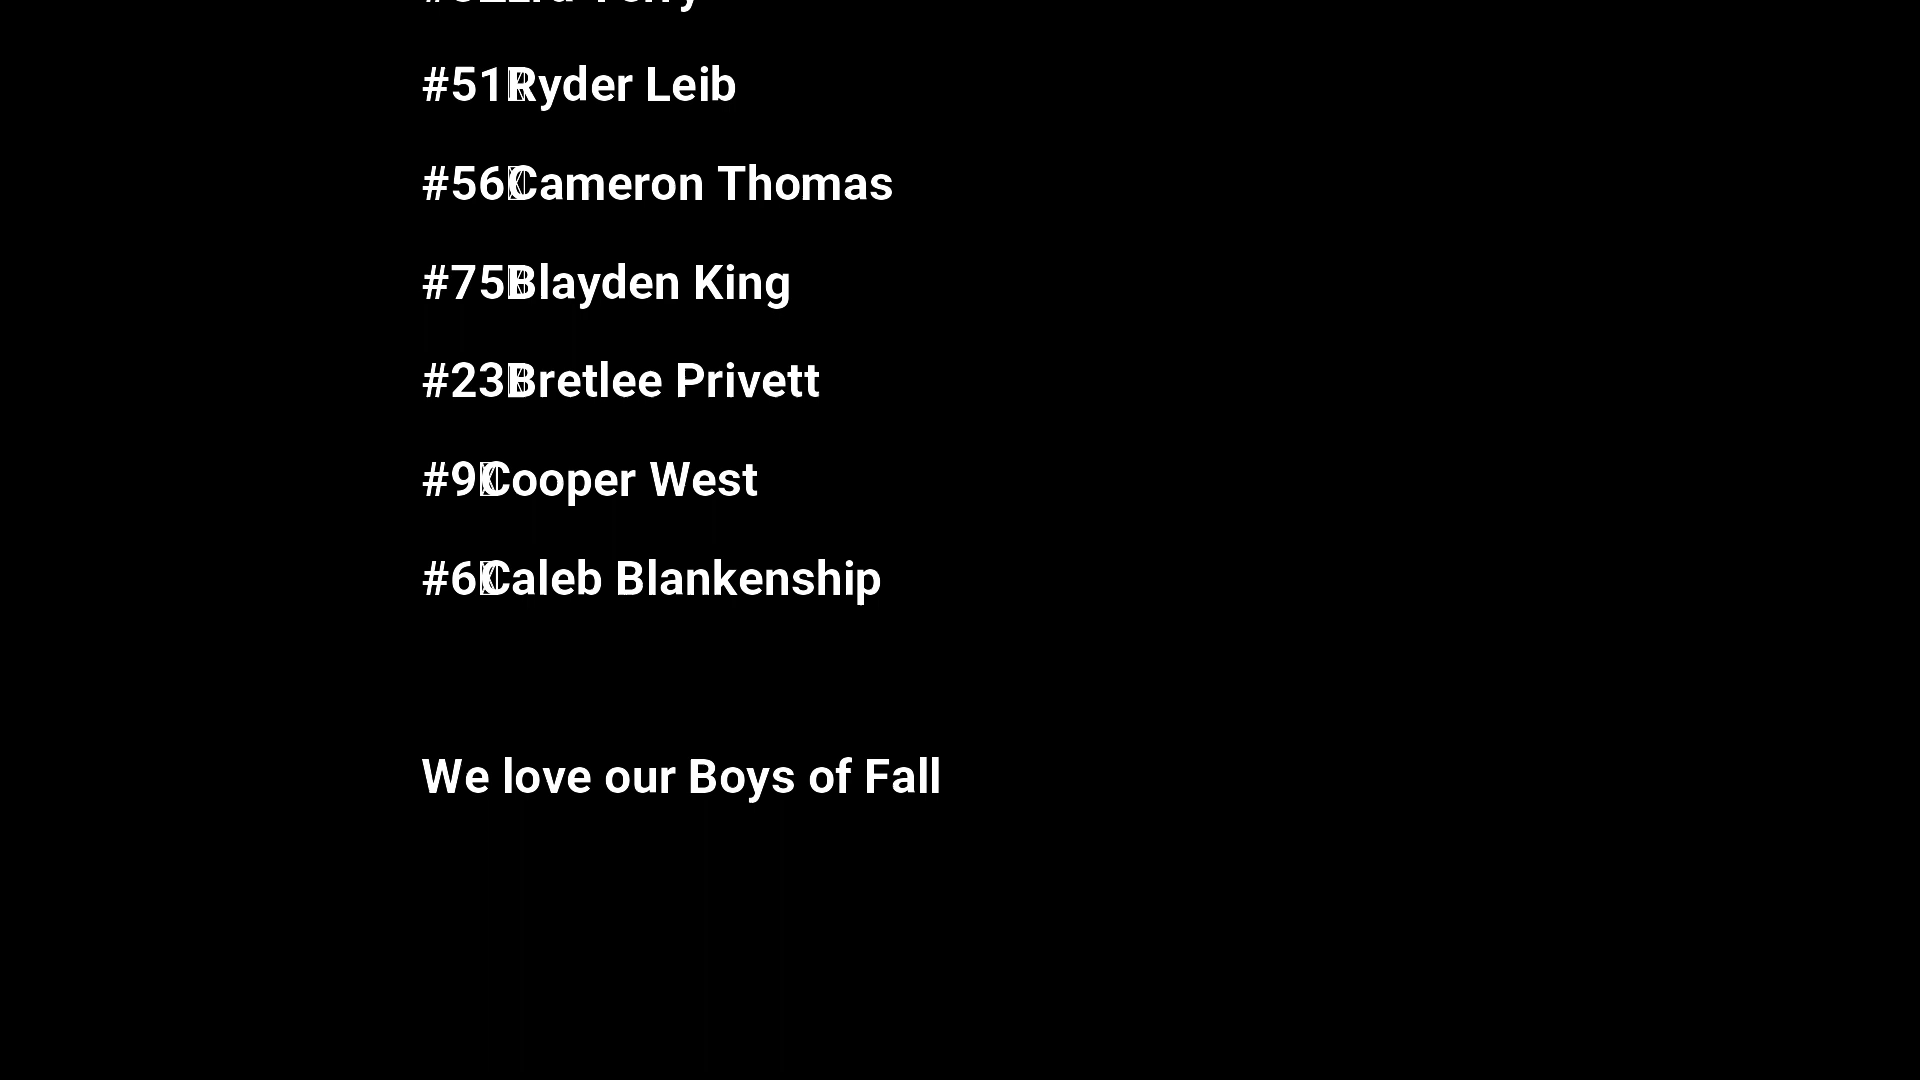 #51 Ryder Leib
#56 Cameron Thomas
#75 Blayden King
#23 Bretlee Privett
#9 Cooper West
#6 Caleb Blankenship
We love our Boys of Fall